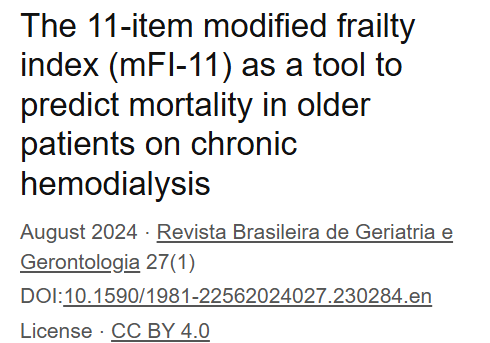 The 11-item modified frailty
index (mFI-11) as a tool to
predict mortality in older
patients on chronic
hemodialysis
August 2024 · Revista Brasileira de Geriatria e
Gerontologia 27(1)
DOI:10.1590/1981-22562024027.230284.en
License · CC BY 4.0